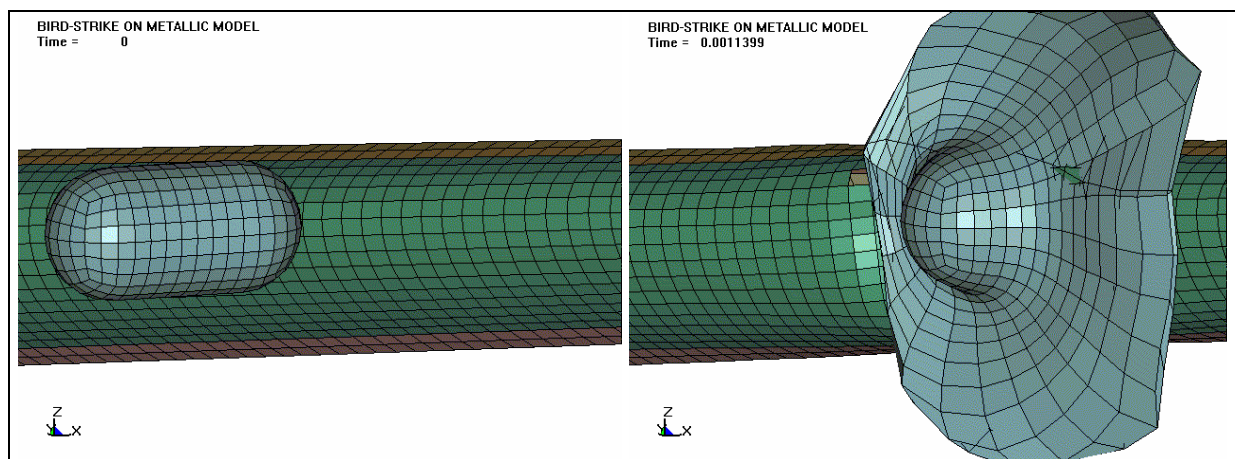 BIRD-STRIKE ON METALLIC MODEL
Time = 0
Z
Y X
BIRD-STRIKE ON METALLIC MODEL
Time = 0.0011399
Z
Y X